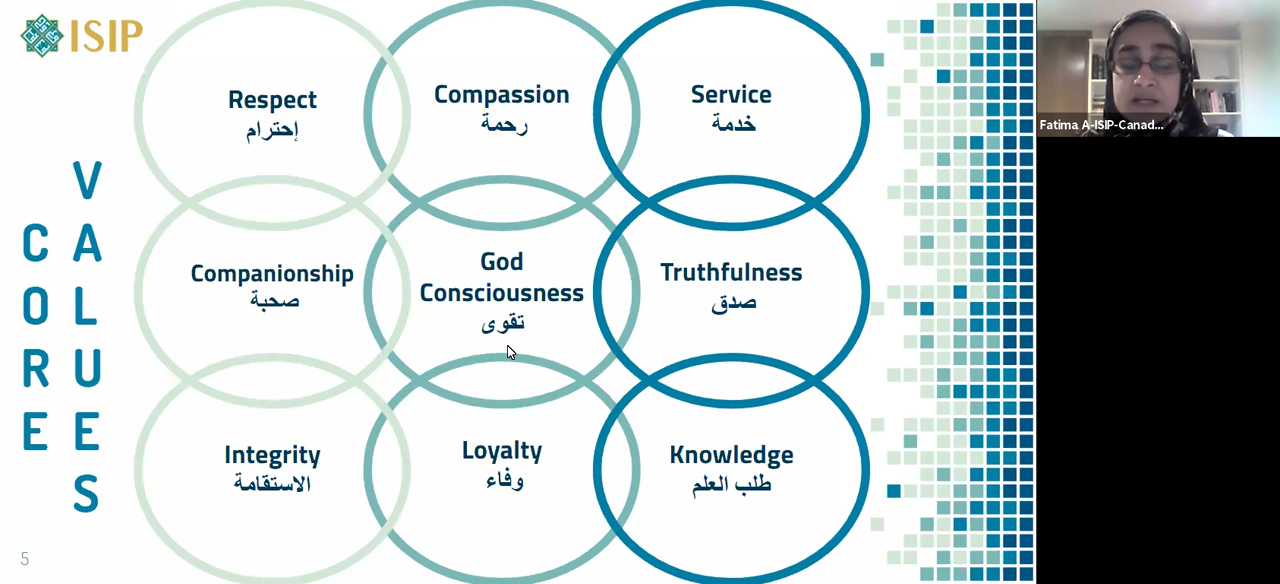 ISIP
CORE
VALUES
Respect
إحترام
Compassion
رحمة
Service
خدمة
Companionship
صحبة
God
Consciousness
تقوى
Truthfulness
صدق
Integrity
الاستقامة
Loyalty
وفاء
Knowledge
طلب العلم
5
Fatima A-ISIP-Canad...